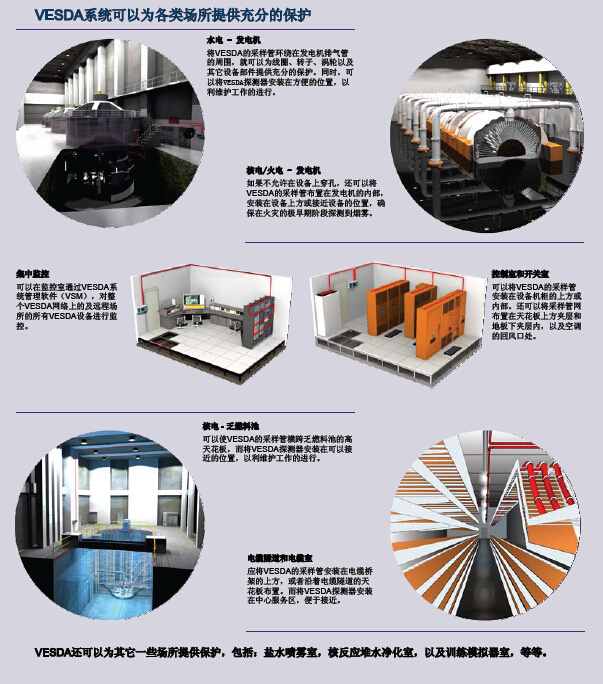 VESDA系统可以为各类场所提供充分的保护
水电 - 发电机
将VESDA的采样管环绕在发电机排气管
的周围，就可以为线圈、转子、涡轮以及
其它设备部件提供充分的保护。同时，可
以将VESDA探测器安装在方便的位置，以
利维护工作的进行。
核电/火电 - 发电机
如果不允许在设备上穿孔，还可以将
VESDA的采样管布置在发电机的内部，
安装在设备上方或接近设备的位置，确
保在火灾的极早期阶段探测到烟雾。
集中监控
可以在监控室通过VESDA系
统管理软件（VSM），对整
个VESDA网络上的及远程场
所的所有VESDA设备进行监
控。
控制室和开关室
可以将VESDA的采样管
安装在设备机柜的上方或
内部。还可以将采样管网
布置在天花板上方夹层和
地板下夹层内，以及空调
的回风口处。
核电 - 乏燃料池
可以使VESDA的采样管横跨乏燃料池的高
天花板，而将VESDA探测器安装在可以接
近的位置，以利维护工作的进行。
电缆隧道和电缆室
应将VESDA的采样管安装在电缆桥
架的上方，或者沿着电缆隧道的天
花板布置。而将VESDA探测器安装
在中心服务区，便于接近。
VESDA还可以为其它一些场所提供保护，包括：盐水喷雾室，核反应堆水净化室，以及训练模拟器室，等等。